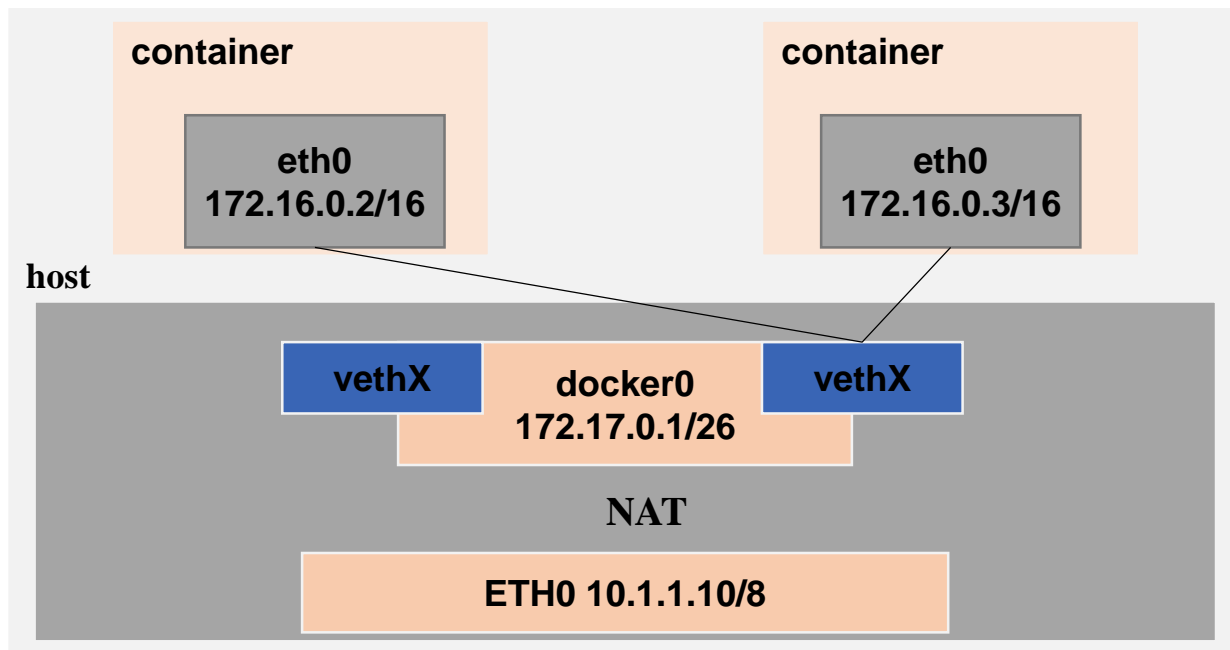 container
container
eth0
172.16.0.2/16
eth0
172.16.0.3/16
host
vethX
docker0
172.17.0.1/26
vethX
NAT
ETH0 10.1.1.10/8